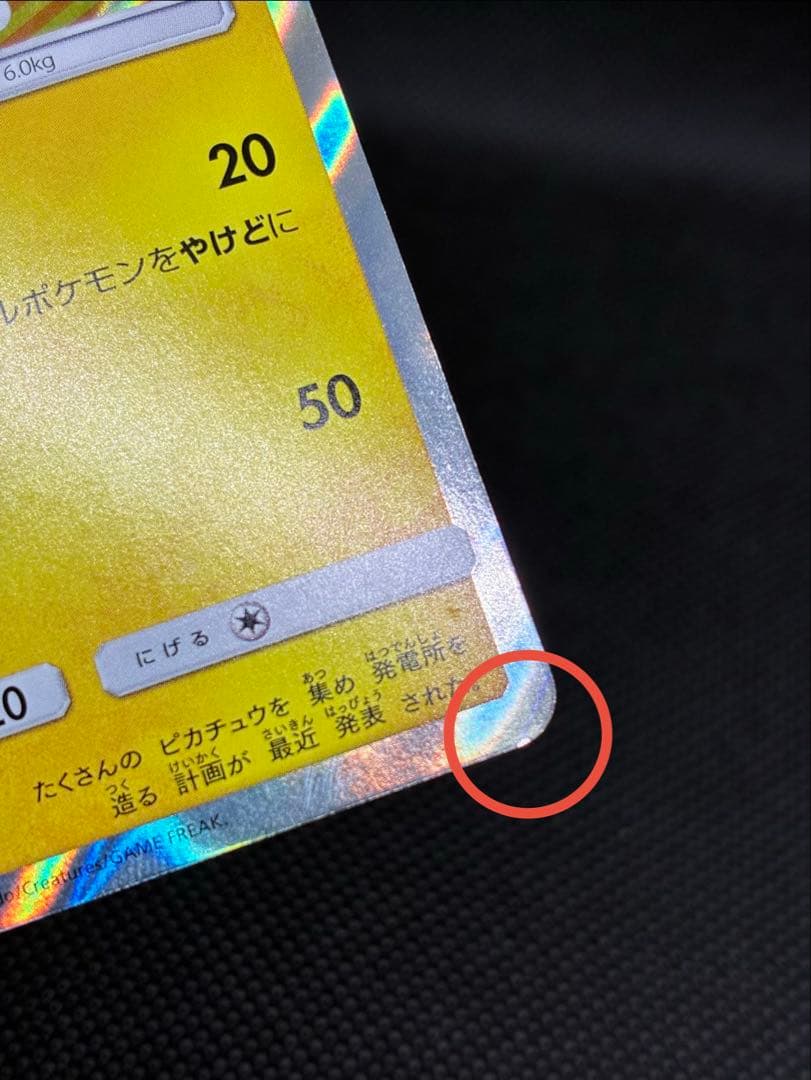 6.0kg
20
ルポケモンをやけどに
50
にげる
20
たくさんの ピカチュウを 集め 発電所を
造る 計画が 最近 発表 された。
/Creatures/GAME FREAK.